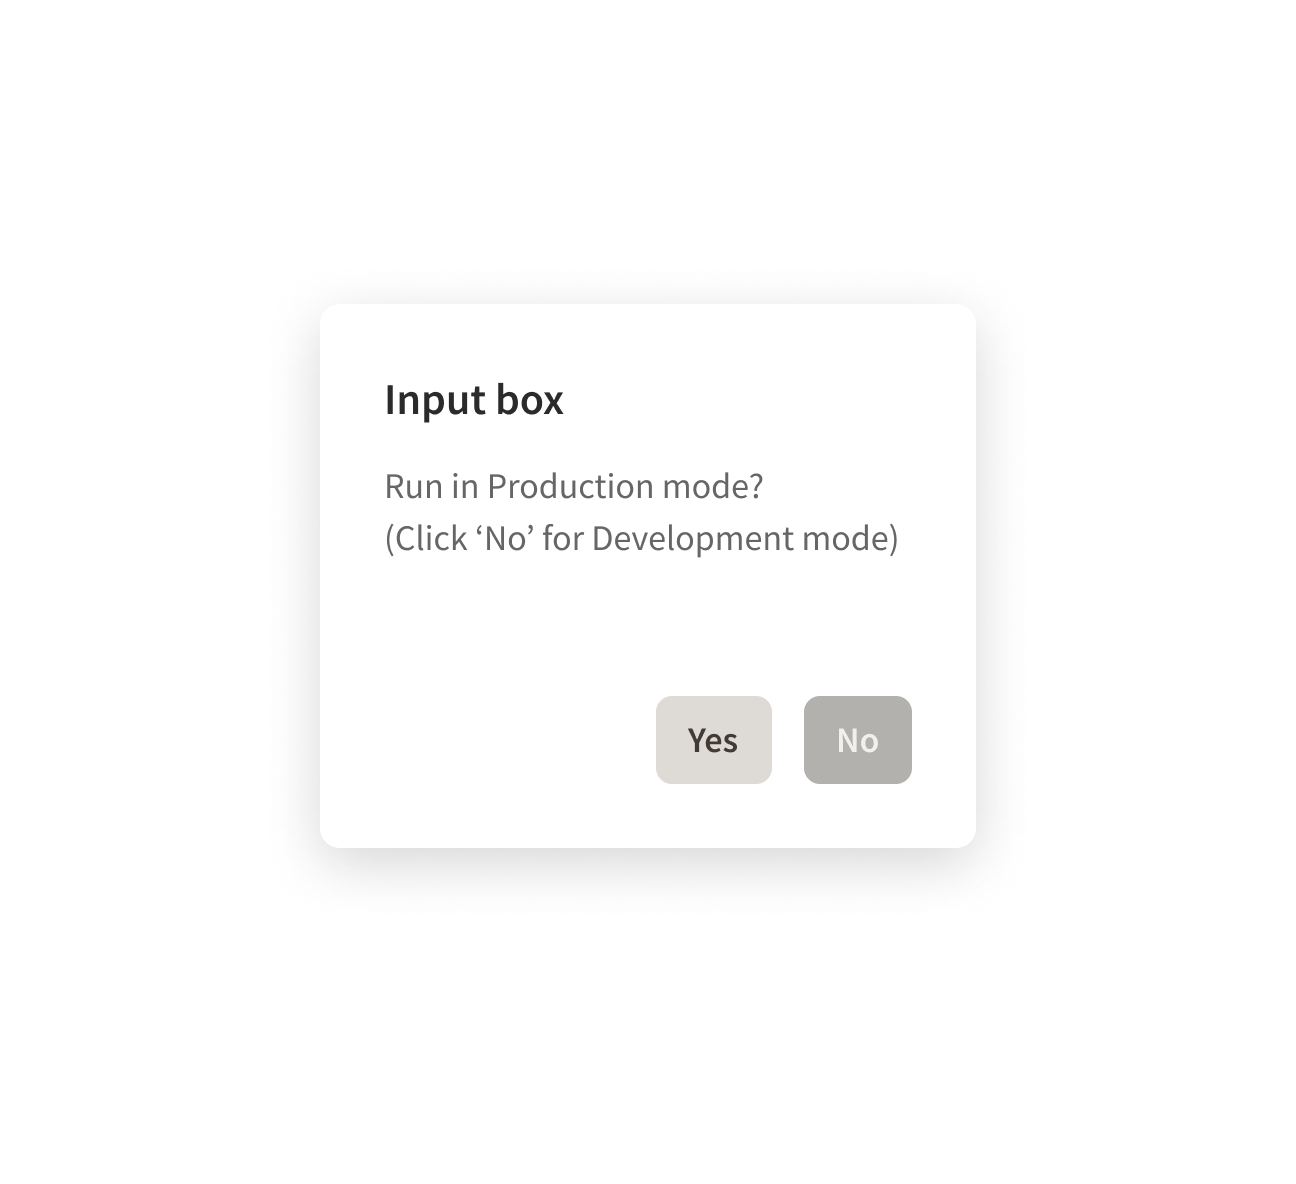 Input box
Run in Production mode?
(Click ‘No’ for Development mode)
Yes
No